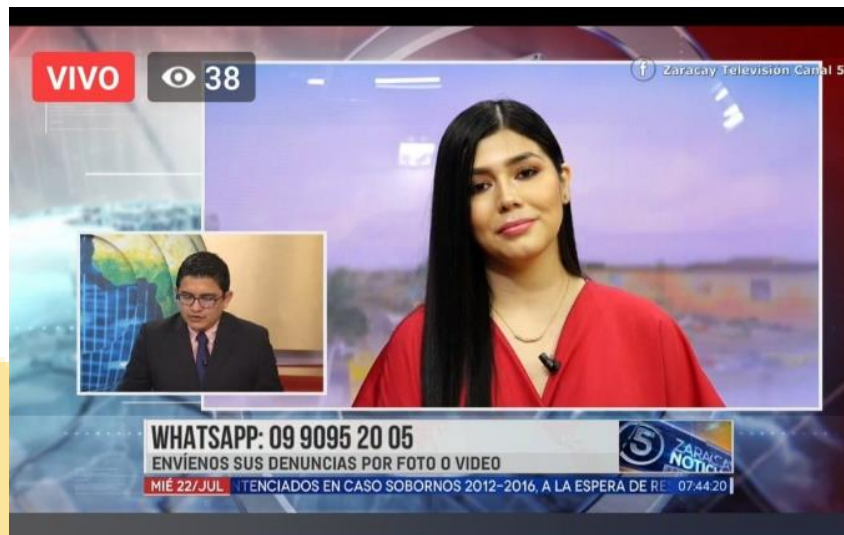 VIVO
38
Zaracay Televisión Canal 5
WHATSAPP: 09 9095 20 05
ENVÍENOS SUS DENUNCIAS POR FOTO O VIDEO
5
MIÉ 22/JUL
TENCIADOS EN CASO SOBORNOS 2012-2016, A LA ESPERA DE RE
07:44:20